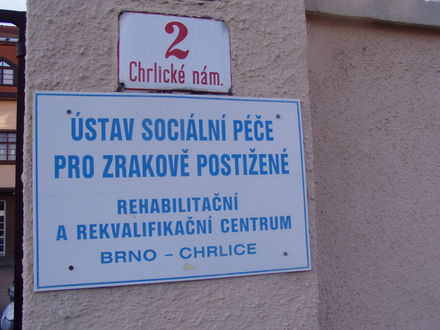 2
Chrlické nám.
ÚSTAV SOCIÁLNÍ PÉČE
PRO ZRAKOVĚ POSTIŽENÉ
REHABILITAČNÍ
A REKVALIFIKAČNÍ CENTRUM
BRNO – CHRLICE